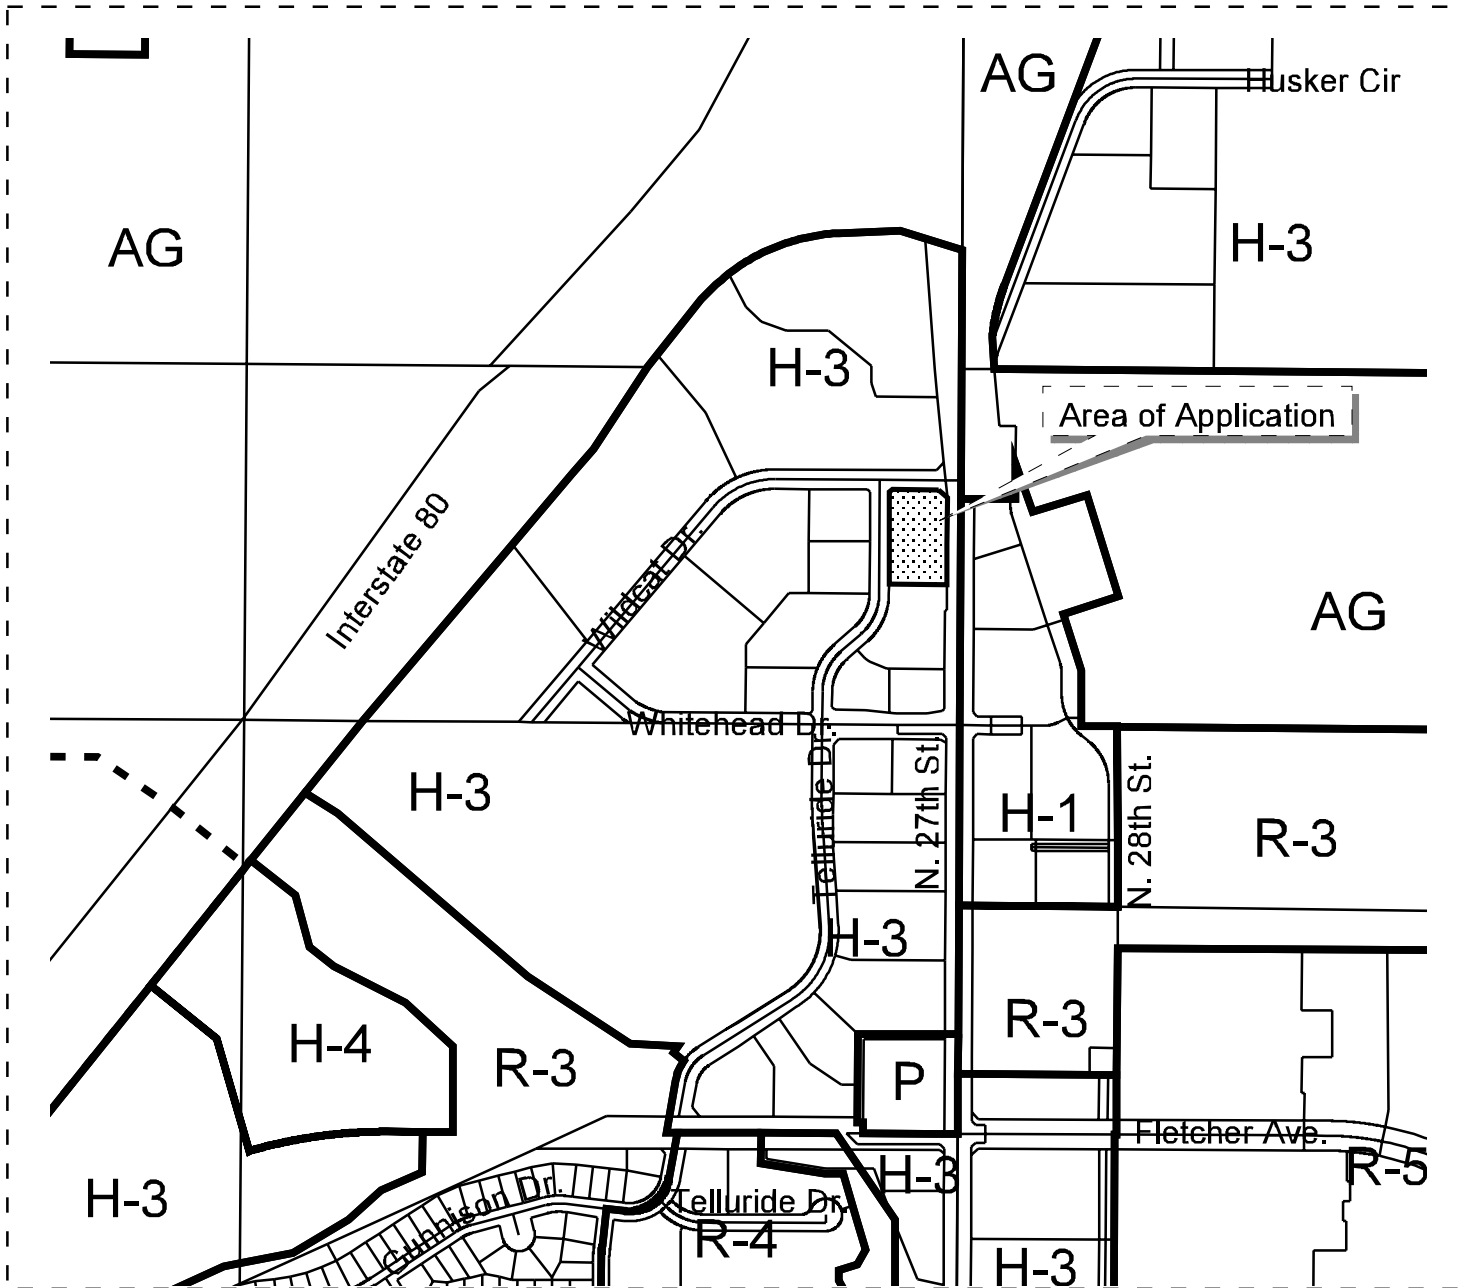 AG
Husker Cir
AG
H-3
H-3
Area of Application
Interstate 80
Wildcat Dr.
AG
Whitehead Dr.
H-3
Telluride Dr.
N. 27th St.
H-1
N. 28th St.
R-3
H-3
R-3
H-4
R-3
P
Fletcher Ave.
H-3
H-3
R-5
Gunnison Dr.
Telluride Dr.
R-4
H-3